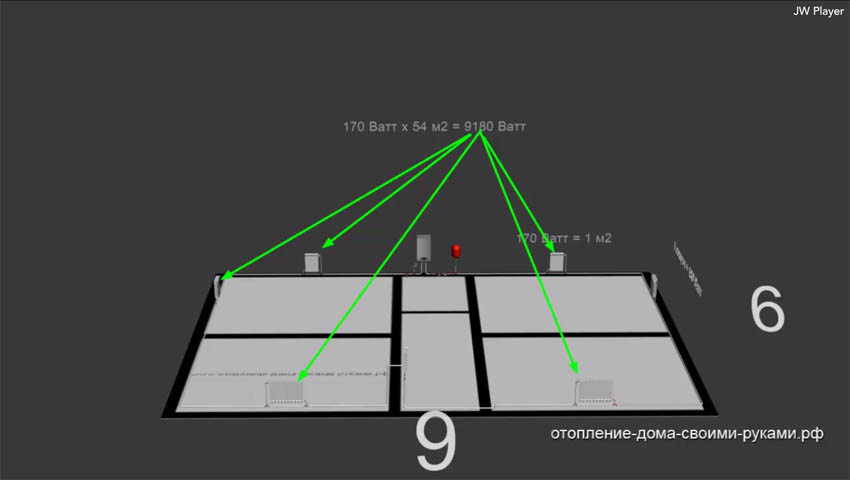 JW Player
170 Ватт x 54 м2 = 9180 Ватт
170 Ватт = 1 м2
6
9
отопление-дома-своими-руками.рф